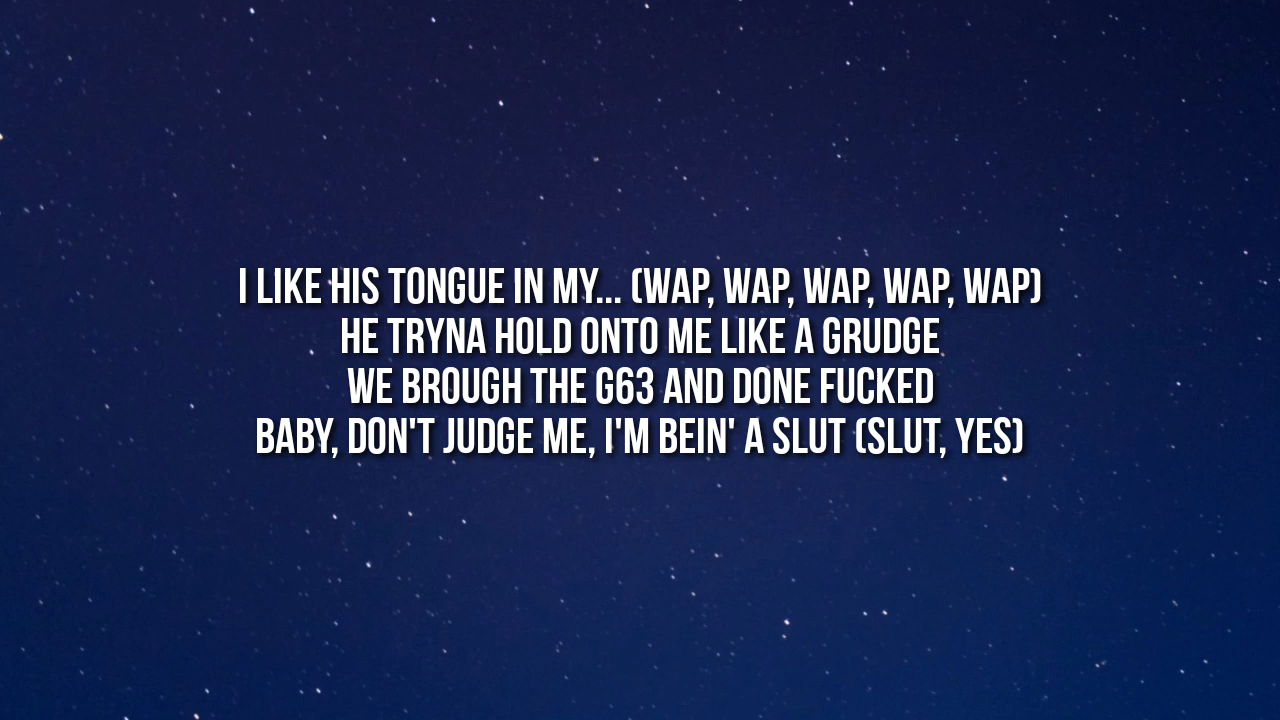 I LIKE HIS TONGUE IN MY... (WAP, WAP, WAP, WAP, WAP)
HE TRYNA HOLD ONTO ME LIKE A GRUDGE
WE BROUGH THE G63 AND DONE FUCKED
BABY, DON'T JUDGE ME, I'M BEIN' A SLUT (SLUT, YES)